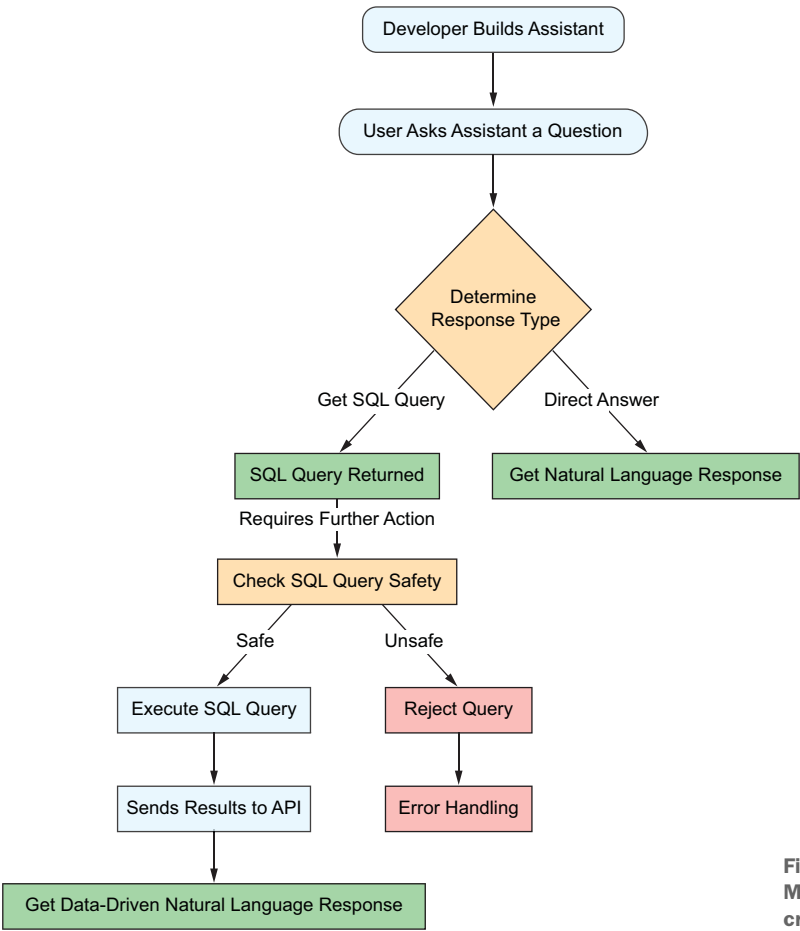 Developer Builds Assistant
User Asks Assistant a Question
Determine
Response Type
Get SQL Query
Direct Answer
SQL Query Returned
Get Natural Language Response
Requires Further Action
Check SQL Query Safety
Safe
Unsafe
Execute SQL Query
Reject Query
Sends Results to API
Error Handling
Get Data-Driven Natural Language Response
Fi
M
cr